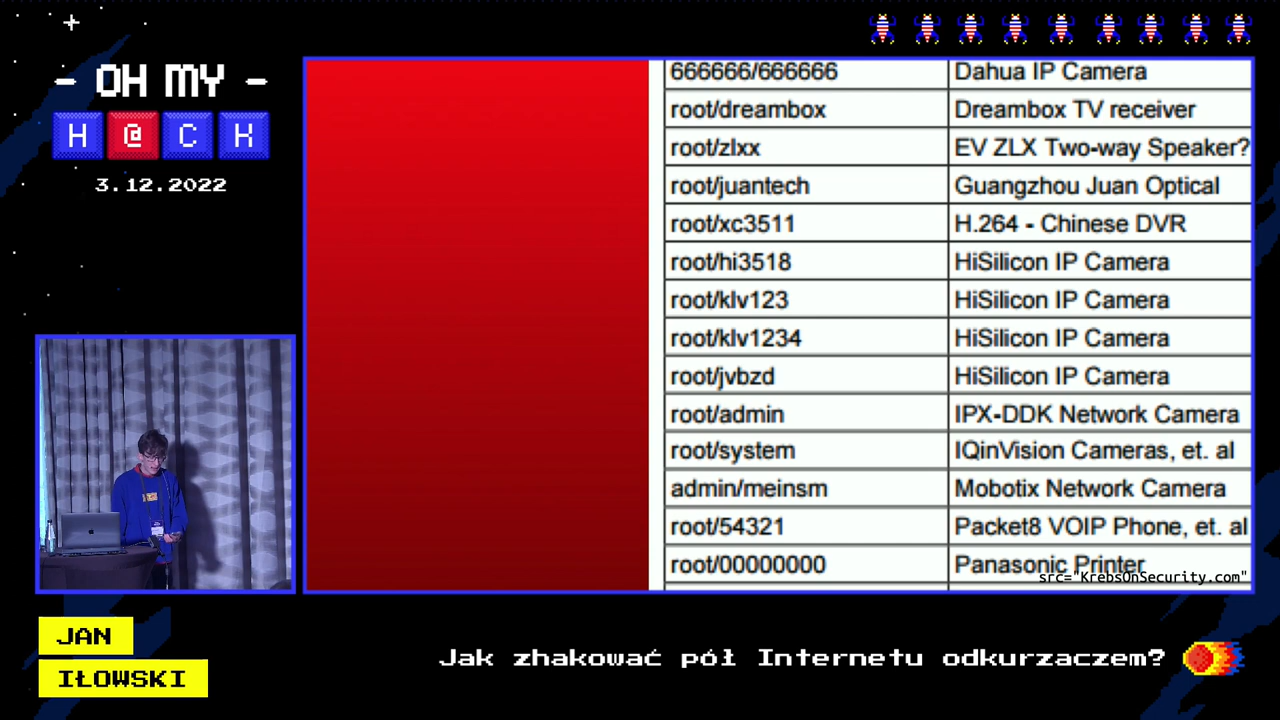 - OH MY -
H@CK
3.12.2022
666666/666666 Dahua IP Camera
root/dreambox Dreambox TV receiver
root/zlxx EV ZLX Two-way Speaker?
root/juantech Guangzhou Juan Optical
root/xc3511 H.264 - Chinese DVR
root/hi3518 HiSilicon IP Camera
root/klv123 HiSilicon IP Camera
root/klv1234 HiSilicon IP Camera
root/jvbzd HiSilicon IP Camera
root/admin IPX-DDK Network Camera
root/system IQinVision Cameras, et. al
admin/meinsm Mobotix Network Camera
root/54321 Packet8 VOIP Phone, et. al
root/00000000 Panasonic Printer
src="KrebsOnSecurity.com"
JAN
IŁOWSKI
Jak zhakować pół Internetu odkurzaczem?